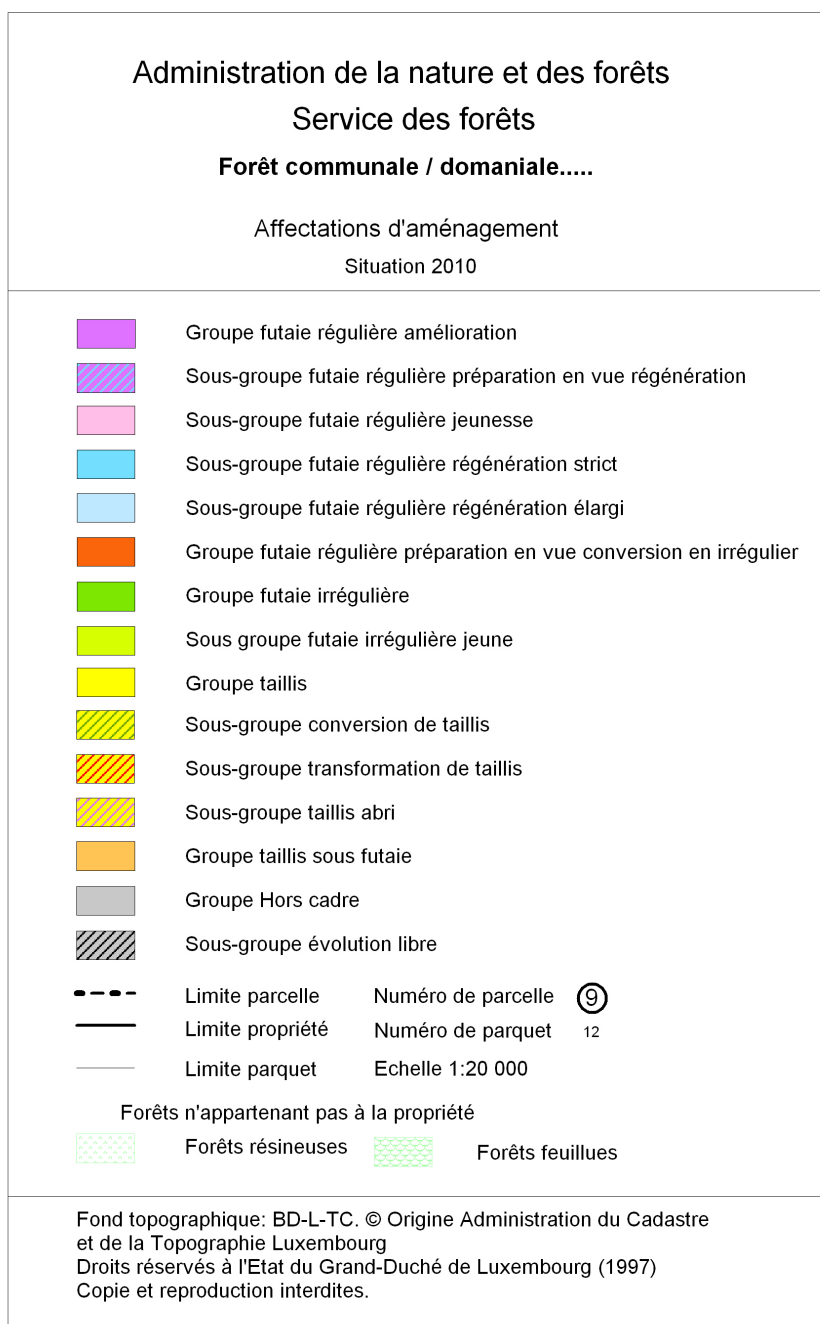 Administration de la nature et des forêts
Service des forêts
Forêt communale / domaniale.....
Affectations d'aménagement
Situation 2010
Groupe futaie régulière amélioration
Sous-groupe futaie régulière préparation en vue régénération
Sous-groupe futaie régulière jeunesse
Sous-groupe futaie régulière régénération strict
Sous-groupe futaie régulière régénération élargi
Groupe futaie régulière préparation en vue conversion en irrégulier
Groupe futaie irrégulière
Sous groupe futaie irrégulière jeune
Groupe taillis
Sous-groupe conversion de taillis
Sous-groupe transformation de taillis
Sous-groupe taillis abri
Groupe taillis sous futaie
Groupe Hors cadre
Sous-groupe évolution libre
Limite parcelle Numéro de parcelle 9
Limite propriété Numéro de parquet 12
Limite parquet Echelle 1:20 000
Forêts n'appartenant pas à la propriété
Forêts résineuses Forêts feuillues
Fond topographique: BD-L-TC. © Origine Administration du Cadastre
et de la Topographie Luxembourg
Droits réservés à l'Etat du Grand-Duché de Luxembourg (1997)
Copie et reproduction interdites.